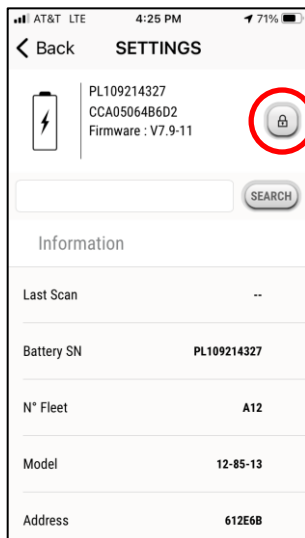 AT&T LTE 4:25 PM 71%
Back SETTINGS
PL109214327
CCA05064B6D2
Firmware : V7.9-11
SEARCH
Information
Last Scan --
Battery SN PL109214327
N° Fleet A12
Model 12-85-13
Address 612E6B